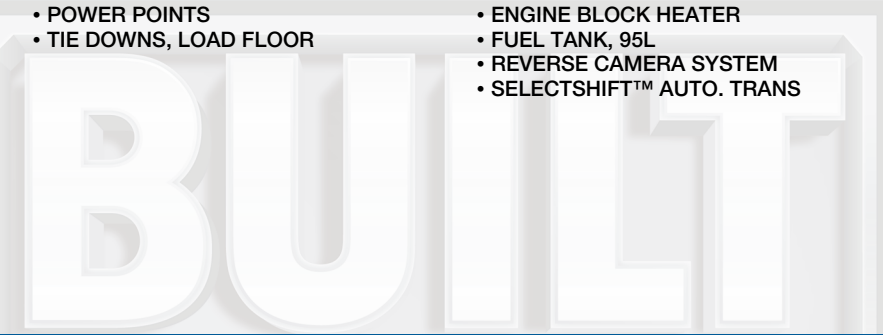 • POWER POINTS
• TIE DOWNS, LOAD FLOOR
• ENGINE BLOCK HEATER
• FUEL TANK, 95L
• REVERSE CAMERA SYSTEM
• SELECTSHIFT™ AUTO. TRANS
BUILT